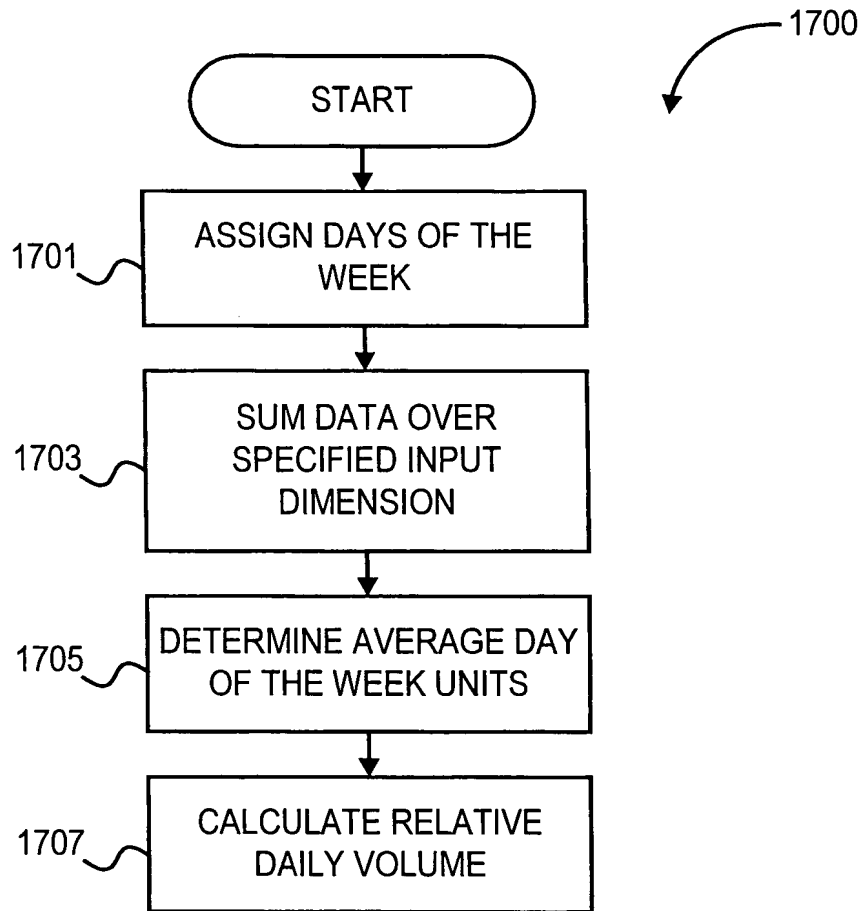 1700
START
1701
ASSIGN DAYS OF THE
WEEK
1703
SUM DATA OVER
SPECIFIED INPUT
DIMENSION
1705
DETERMINE AVERAGE DAY
OF THE WEEK UNITS
1707
CALCULATE RELATIVE
DAILY VOLUME